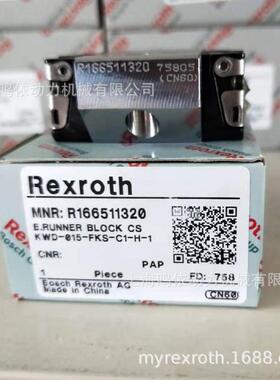 R166511320 75805
(CN60)
Rexroth
MNR: R166511320
E.RUNNER BLOCK CS
KWD-015-FKS-C1-H-1
CNR:
PAP
1 Piece
FD: 758
Bosch Rexroth AG
Made in China
(CN60)
myrexroth.1688.